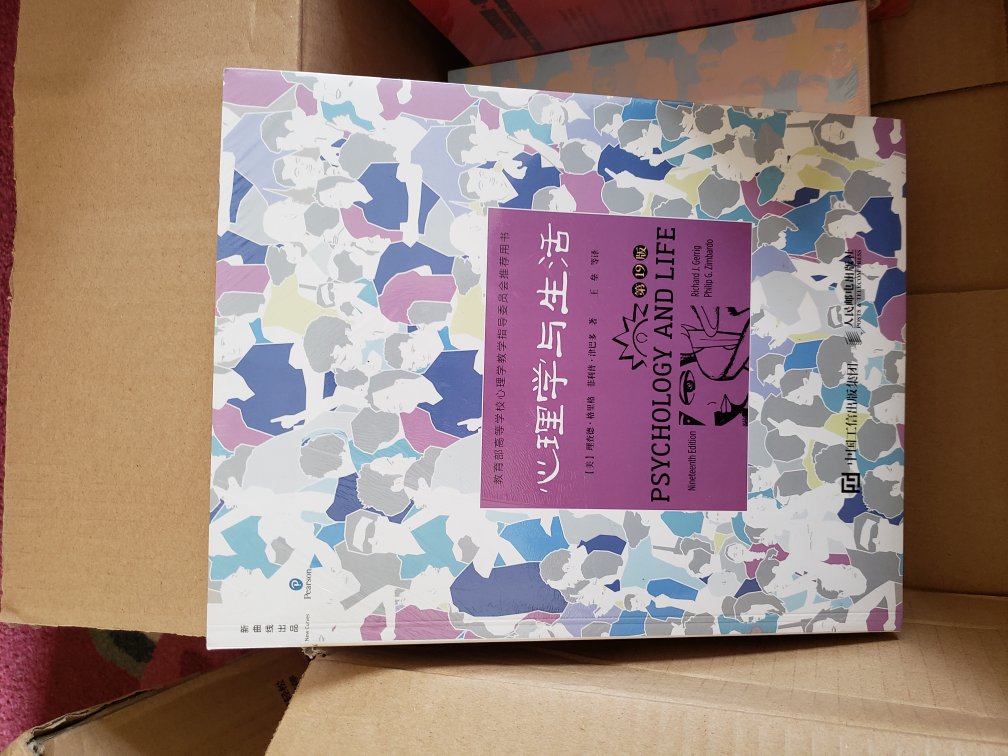 新曲线出品
New Curves
Pearson
教育部高等学校心理学教学指导委员会推荐用书
心理学与生活
[美] 理查德·格里格 菲利普·津巴多 著 王垒 等译
第19版
PSYCHOLOGY AND LIFE
Nineteenth Edition
Richard J. Gerrig
Philip G. Zimbardo
中国工信出版集团
人民邮电出版社
POSTS & TELECOM PRESS